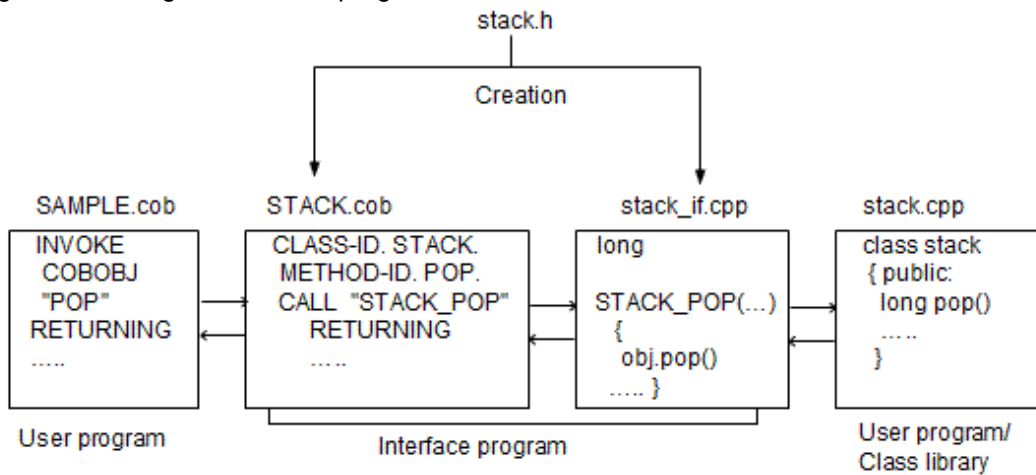 stack.h
Creation
SAMPLE.cob
STACK.cob
stack_if.cpp
stack.cpp
INVOKE
COBOBJ
"POP"
RETURNING
.....
CLASS-ID. STACK.
METHOD-ID. POP.
CALL "STACK_POP"
RETURNING
.....
long
STACK_POP(...)
{
obj.pop()
..... }
class stack
{ public:
long pop()
.....
}
User program
Interface program
User program/
Class library